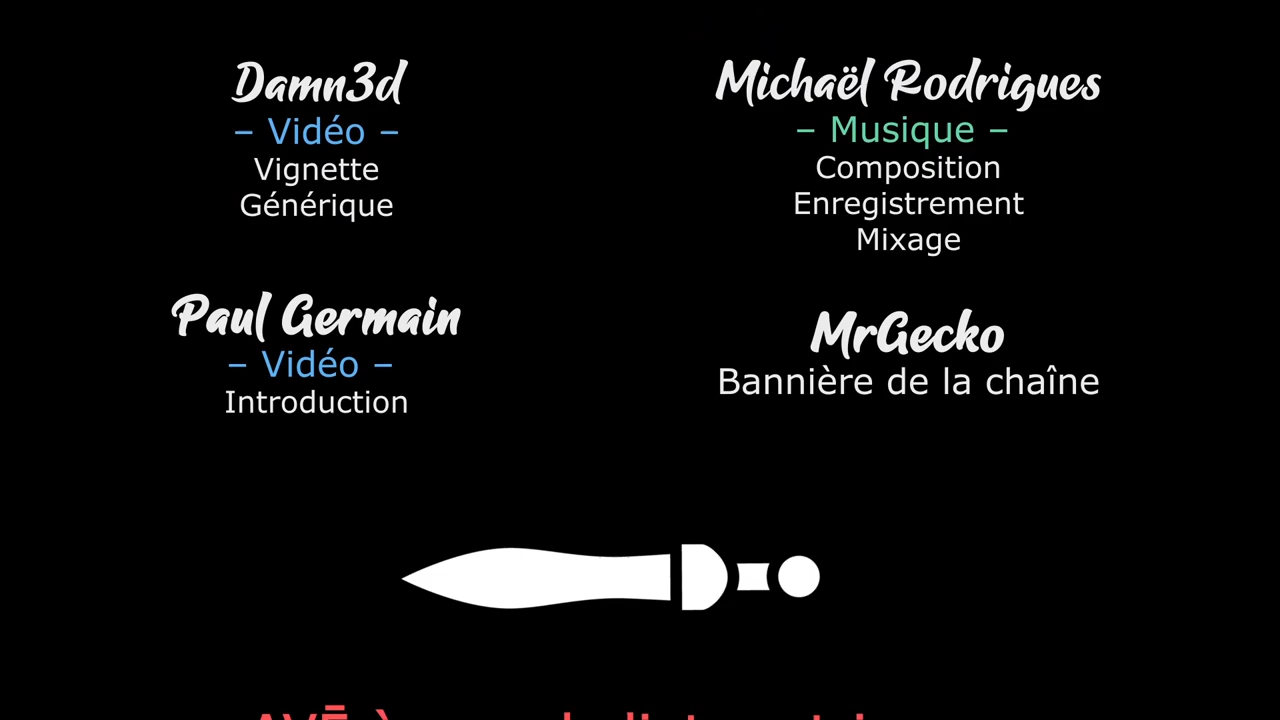 Damn3d
– Vidéo –
Vignette
Générique
Michaël Rodrigues
– Musique –
Composition
Enregistrement
Mixage
Paul Germain
– Vidéo –
Introduction
MrGecko
Bannière de la chaîne
AVĒ à